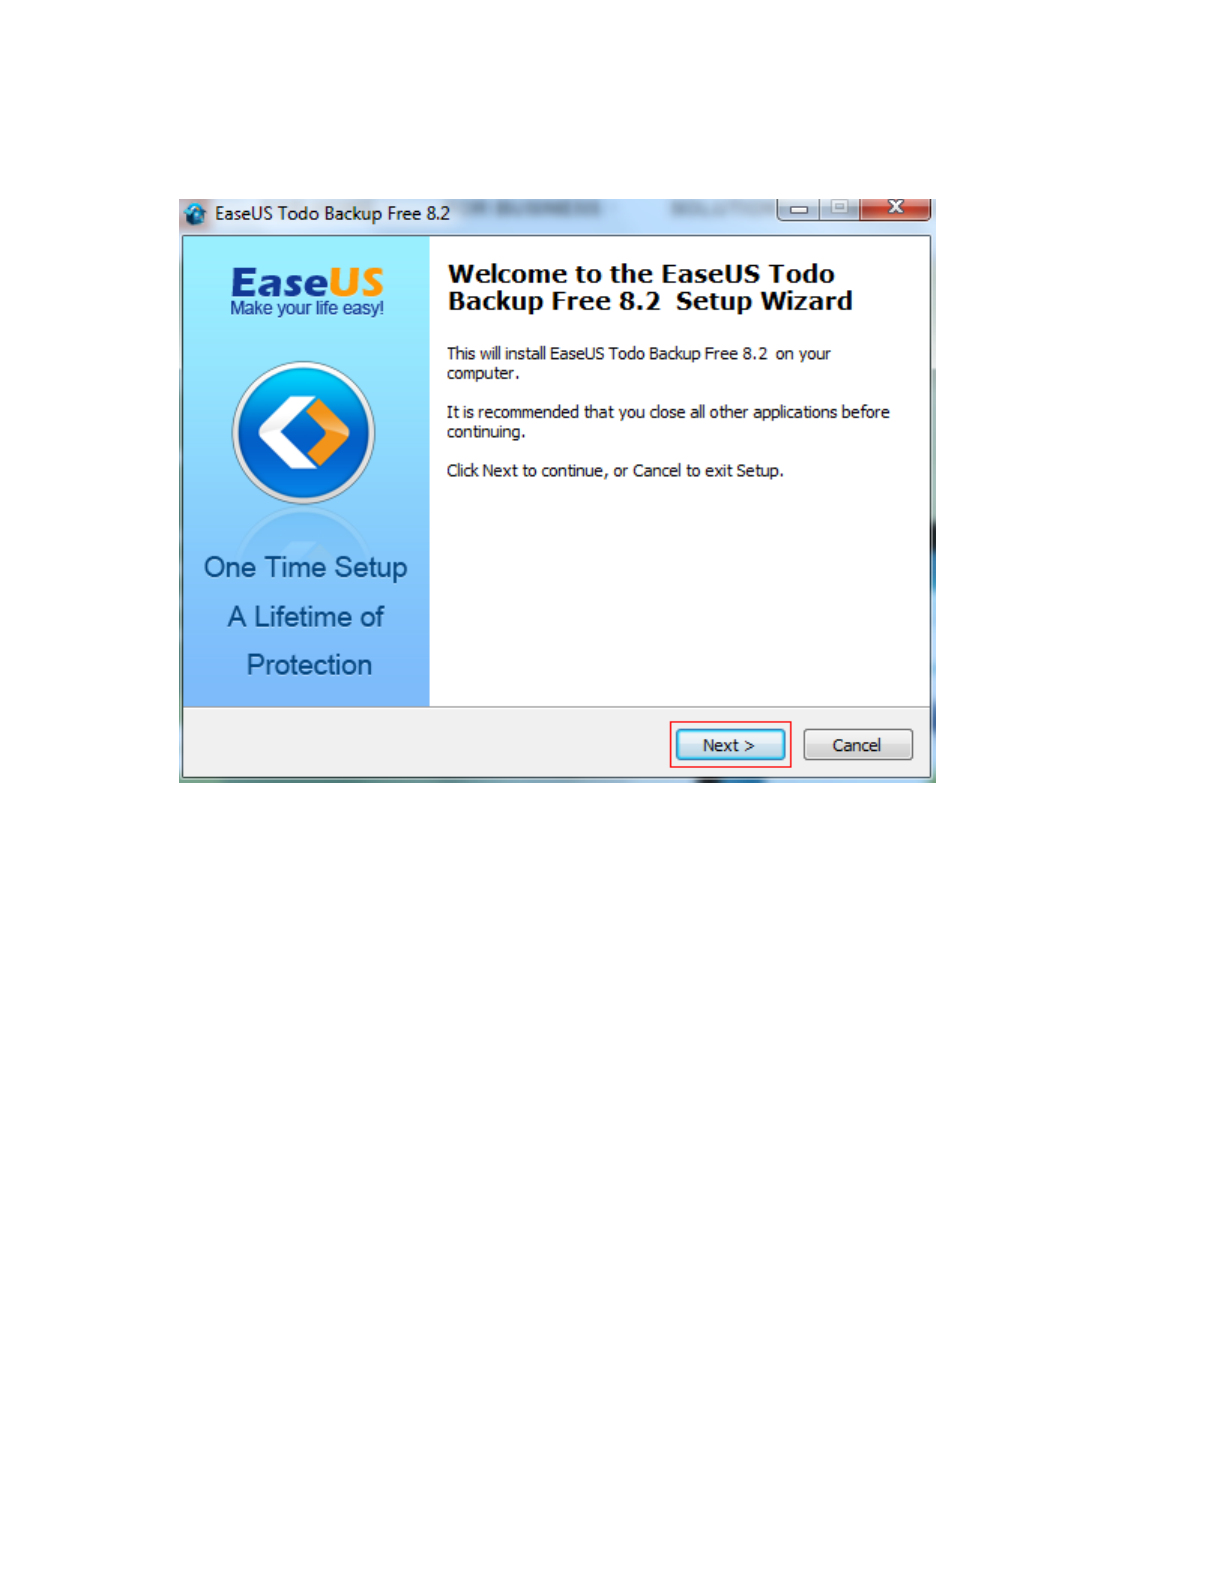 EaseUS Todo Backup Free 8.2
EaseUS
Make your life easy!
One Time Setup
A Lifetime of
Protection
Welcome to the EaseUS Todo
Backup Free 8.2 Setup Wizard
This will install EaseUS Todo Backup Free 8.2 on your
computer.
It is recommended that you close all other applications before
continuing.
Click Next to continue, or Cancel to exit Setup.
Next >
Cancel